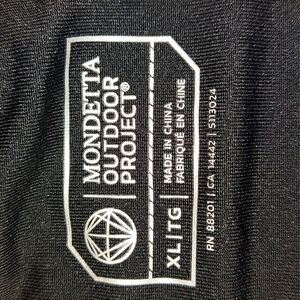 MONDETTA
OUTDOOR
PROJECT®
XL|TG
MADE IN CHINA
FABRIQUÉ EN CHINE
RN 88201 | CA 14442 | 5113024